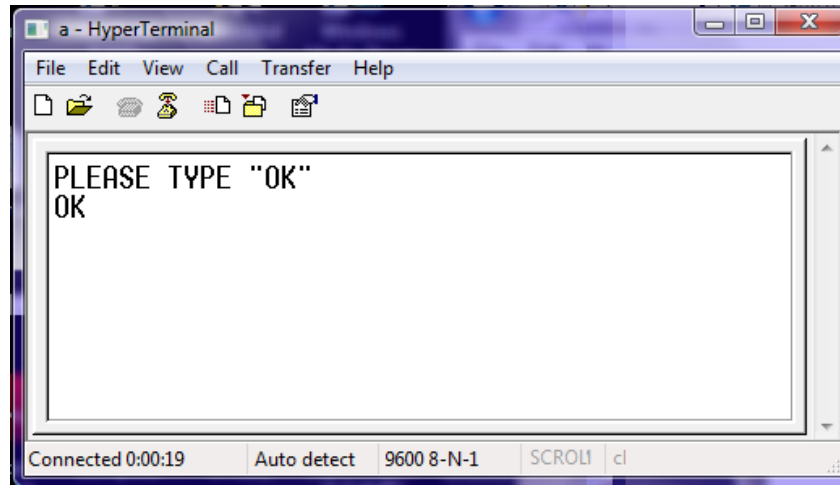 a - HyperTerminal
File Edit View Call Transfer Help
PLEASE TYPE "OK"
OK
Connected 0:00:19 Auto detect 9600 8-N-1